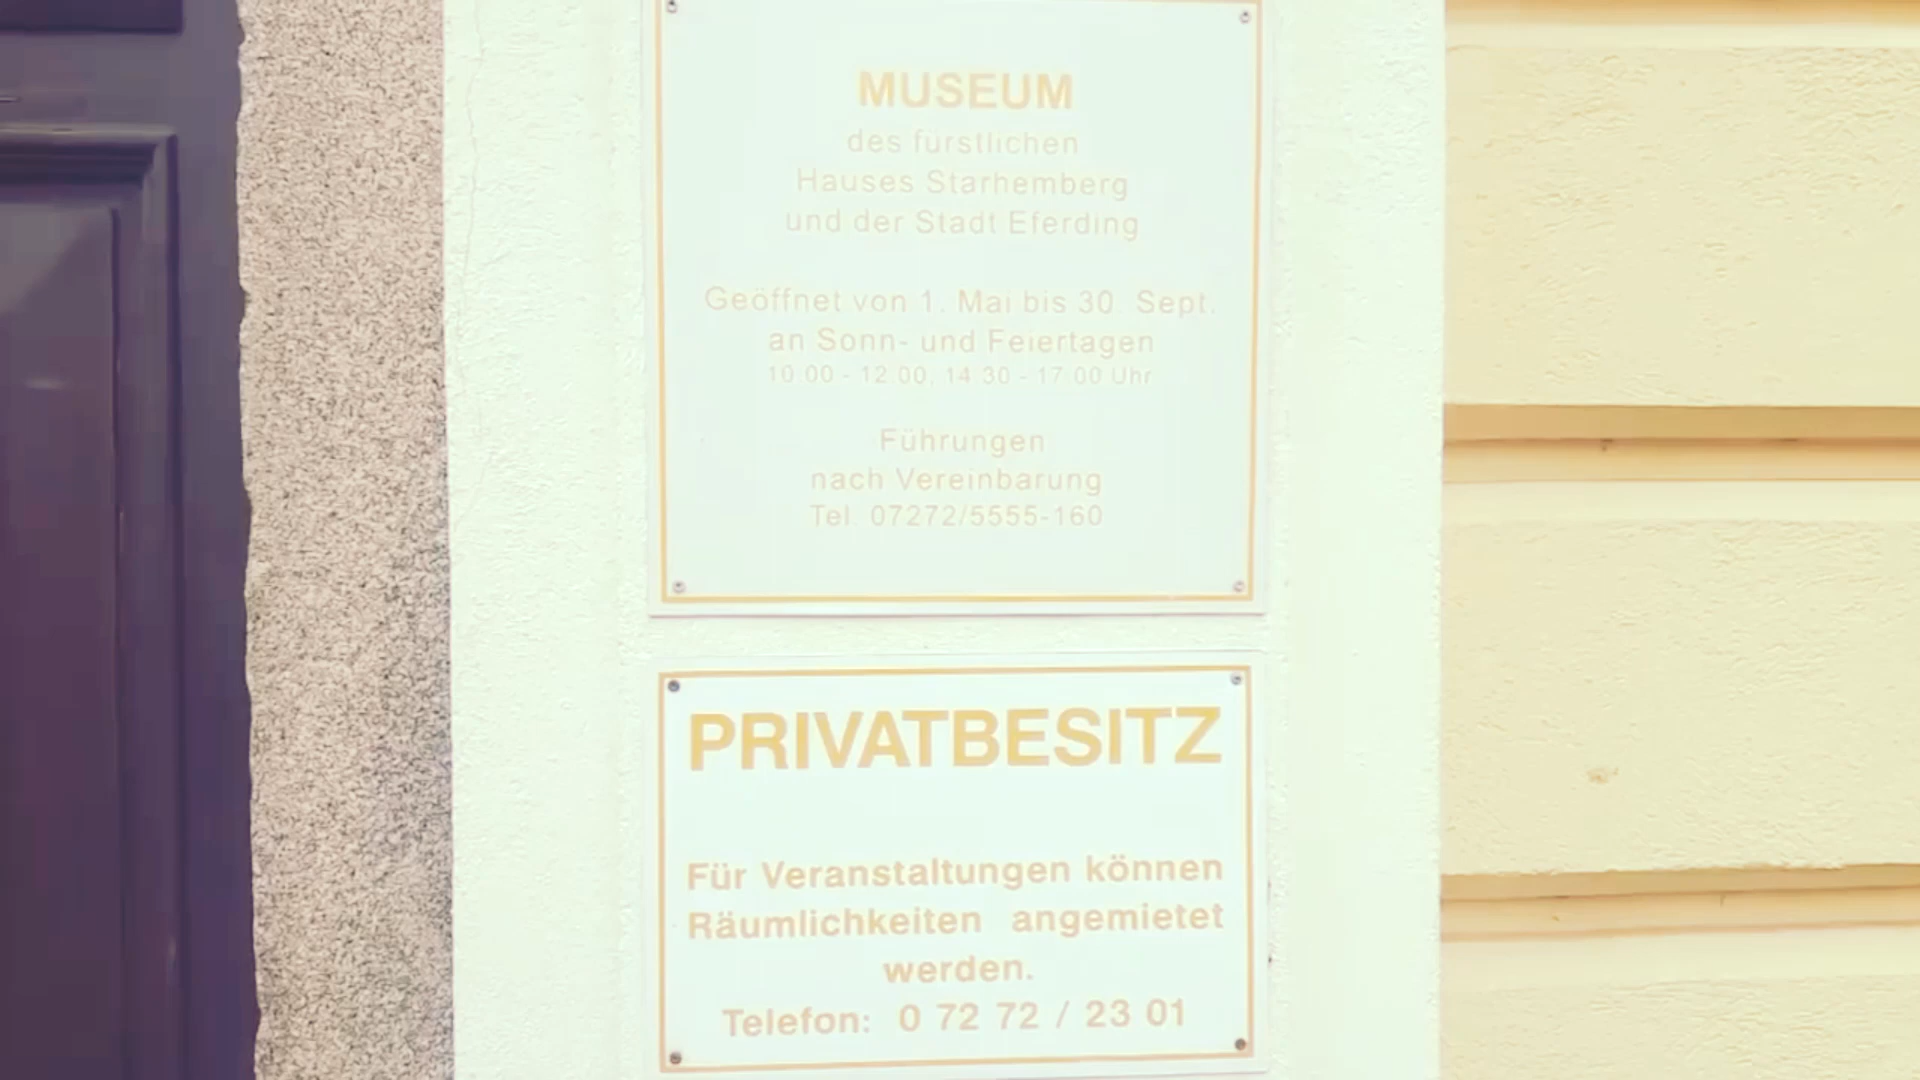 MUSEUM
des fürstlichen
Hauses Starhemberg
und der Stadt Eferding
Geöffnet von 1. Mai bis 30. Sept.
an Sonn- und Feiertagen
10.00 - 12.00, 14.30 - 17.00 Uhr
Führungen
nach Vereinbarung
Tel. 07272/5555-160
PRIVATBESITZ
Für Veranstaltungen können
Räumlichkeiten angemietet
werden.
Telefon: 0 72 72 / 23 01